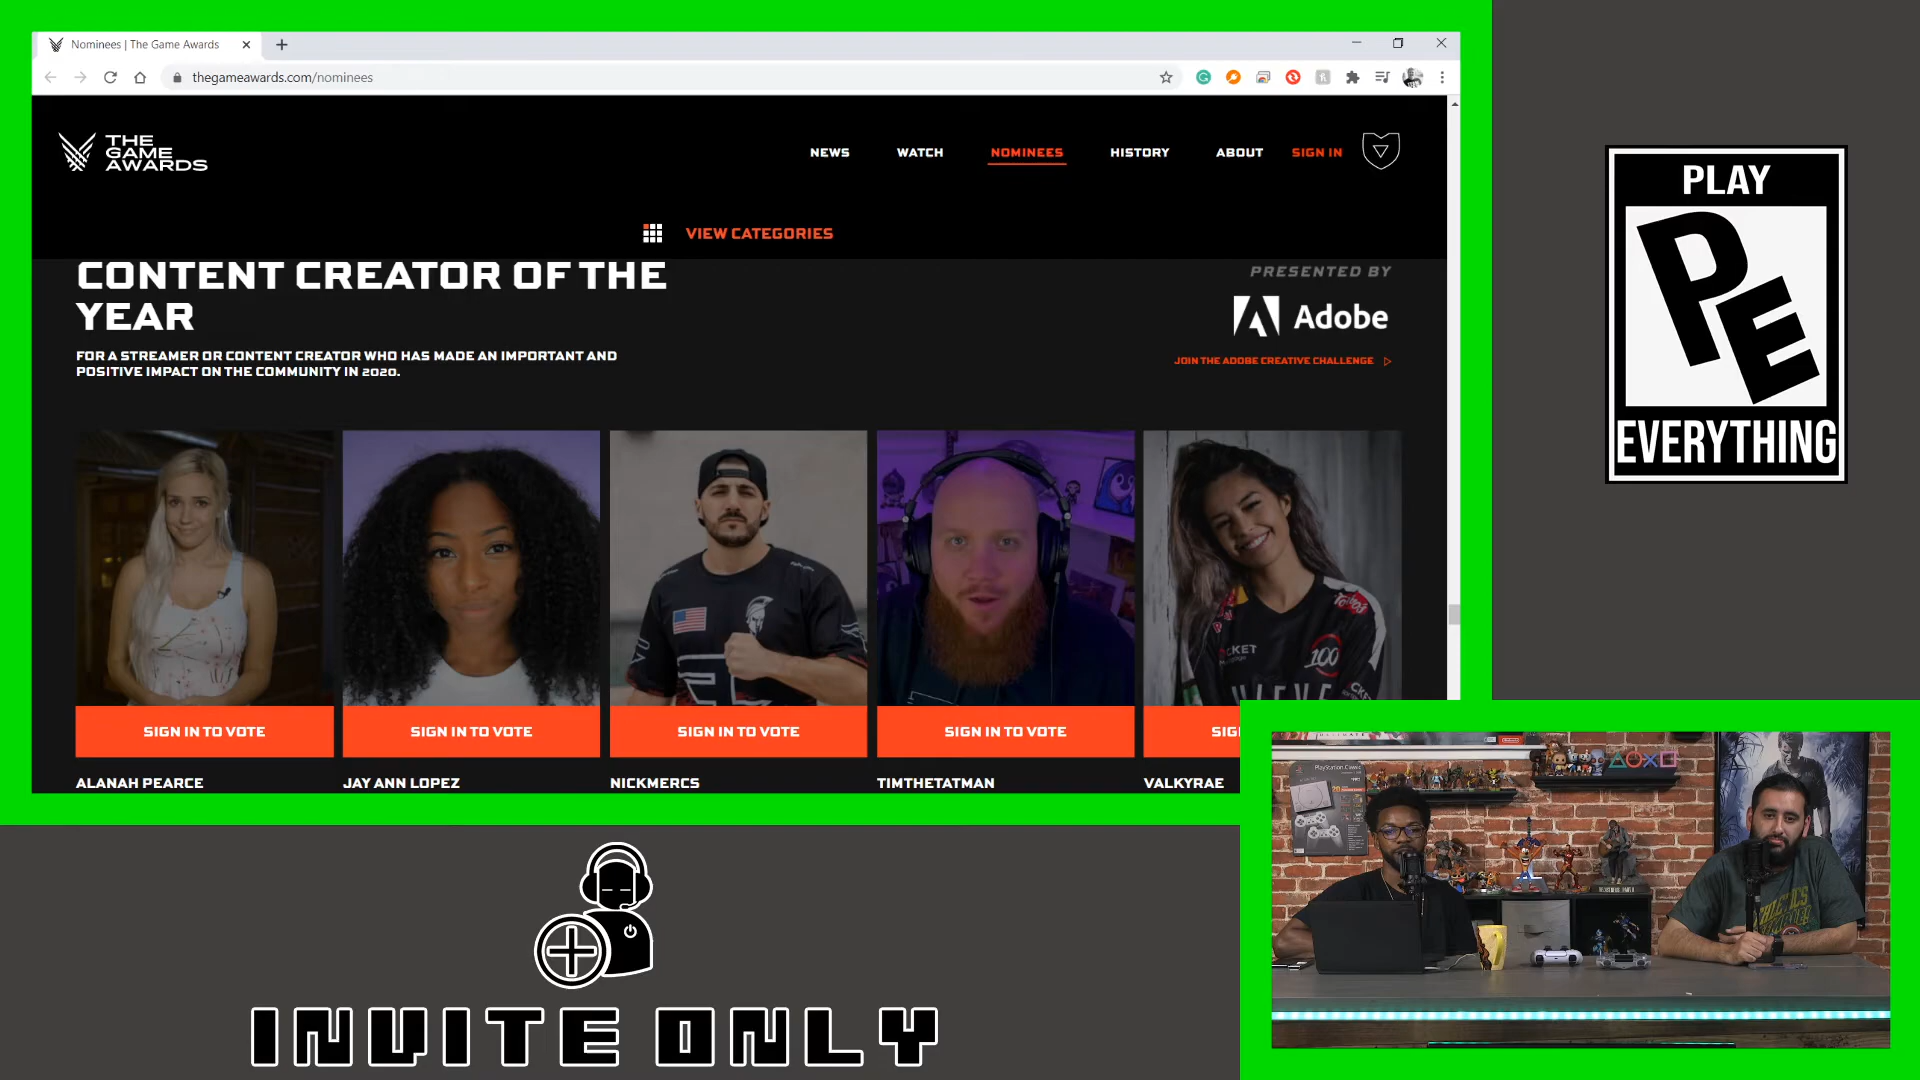 Nominees | The Game Awards
thegameawards.com/nominees
THE
GAME
AWARDS
NEWS
WATCH
NOMINEES
HISTORY
ABOUT
SIGN IN
VIEW CATEGORIES
CONTENT CREATOR OF THE
YEAR
FOR A STREAMER OR CONTENT CREATOR WHO HAS MADE AN IMPORTANT AND
POSITIVE IMPACT ON THE COMMUNITY IN 2020.
PRESENTED BY
Adobe
JOIN THE ADOBE CREATIVE CHALLENGE
100
SIGN IN TO VOTE
SIGN IN TO VOTE
SIGN IN TO VOTE
SIGN IN TO VOTE
SIG
ALANAH PEARCE
JAY ANN LOPEZ
NICKMERCS
TIMTHETATMAN
VALKYRAE
PLAY
PE
EVERYTHING
PlayStation Classic
INVITE ONLY